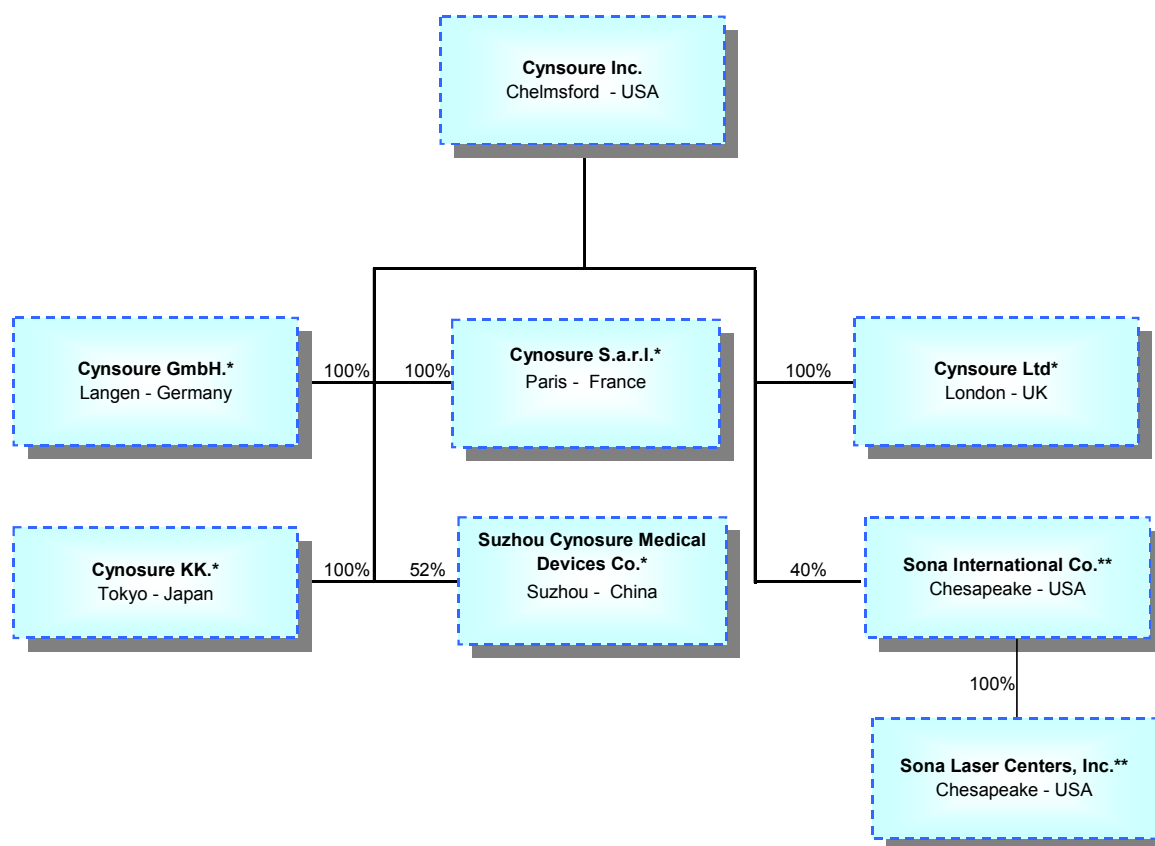 Cynsoure Inc.
Chelmsford - USA
Cynsoure GmbH.*
Langen - Germany
100%
100%
Cynosure S.a.r.l.*
Paris - France
100%
Cynsoure Ltd*
London - UK
Cynosure KK.*
Tokyo - Japan
100%
52%
Suzhou Cynosure Medical
Devices Co.*
Suzhou - China
40%
Sona International Co.**
Chesapeake - USA
100%
Sona Laser Centers, Inc.**
Chesapeake - USA